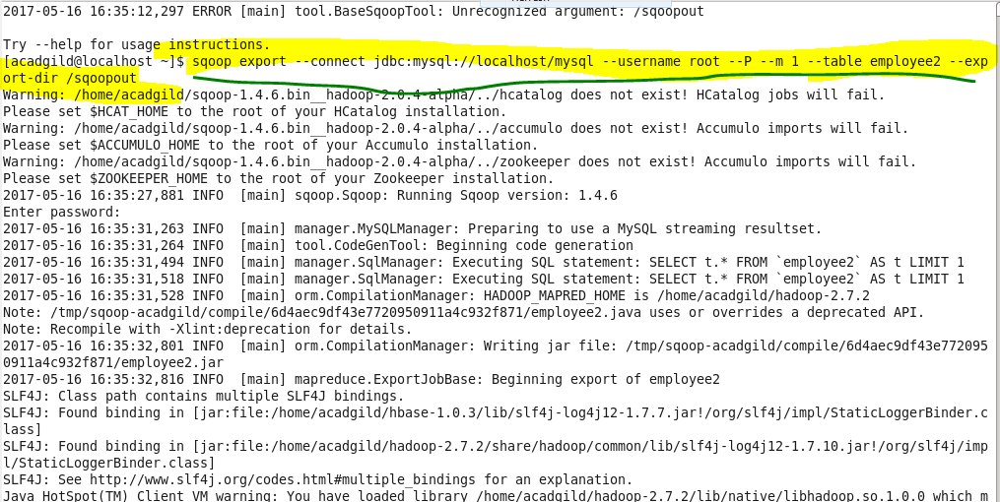 2017-05-16 16:35:12,297 ERROR [main] tool.BaseSqoopTool: Unrecognized argument: /sqoopout
Try --help for usage instructions.
[acadgild@localhost ~]$ sqoop export --connect jdbc:mysql://localhost/mysql --username root --P --m 1 --table employee2 --exp
ort-dir /sqoopout
Warning: /home/acadgild/sqoop-1.4.6.bin__hadoop-2.0.4-alpha/../hcatalog does not exist! HCatalog jobs will fail.
Please set $HCAT_HOME to the root of your HCatalog installation.
Warning: /home/acadgild/sqoop-1.4.6.bin__hadoop-2.0.4-alpha/../accumulo does not exist! Accumulo imports will fail.
Please set $ACCUMULO_HOME to the root of your Accumulo installation.
Warning: /home/acadgild/sqoop-1.4.6.bin__hadoop-2.0.4-alpha/../zookeeper does not exist! Accumulo imports will fail.
Please set $ZOOKEEPER_HOME to the root of your Zookeeper installation.
2017-05-16 16:35:27,881 INFO  [main] sqoop.Sqoop: Running Sqoop version: 1.4.6
Enter password:
2017-05-16 16:35:31,263 INFO  [main] manager.MySQLManager: Preparing to use a MySQL streaming resultset.
2017-05-16 16:35:31,264 INFO  [main] tool.CodeGenTool: Beginning code generation
2017-05-16 16:35:31,494 INFO  [main] manager.SqlManager: Executing SQL statement: SELECT t.* FROM `employee2` AS t LIMIT 1
2017-05-16 16:35:31,518 INFO  [main] manager.SqlManager: Executing SQL statement: SELECT t.* FROM `employee2` AS t LIMIT 1
2017-05-16 16:35:31,528 INFO  [main] orm.CompilationManager: HADOOP_MAPRED_HOME is /home/acadgild/hadoop-2.7.2
Note: /tmp/sqoop-acadgild/compile/6d4aec9df43e7720950911a4c932f871/employee2.java uses or overrides a deprecated API.
Note: Recompile with -Xlint:deprecation for details.
2017-05-16 16:35:32,801 INFO  [main] orm.CompilationManager: Writing jar file: /tmp/sqoop-acadgild/compile/6d4aec9df43e772095
0911a4c932f871/employee2.jar
2017-05-16 16:35:32,816 INFO  [main] mapreduce.ExportJobBase: Beginning export of employee2
SLF4J: Class path contains multiple SLF4J bindings.
SLF4J: Found binding in [jar:file:/home/acadgild/hbase-1.0.3/lib/slf4j-log4j12-1.7.7.jar!/org/slf4j/impl/StaticLoggerBinder.c
lass]
SLF4J: Found binding in [jar:file:/home/acadgild/hadoop-2.7.2/share/hadoop/common/lib/slf4j-log4j12-1.7.10.jar!/org/slf4j/imp
l/StaticLoggerBinder.class]
SLF4J: See http://www.slf4j.org/codes.html#multiple_bindings for an explanation.
Java HotSpot(TM) Client VM warning: You have loaded library /home/acadgild/hadoop-2.7.2/lib/native/libhadoop.so.1.0.0 which m